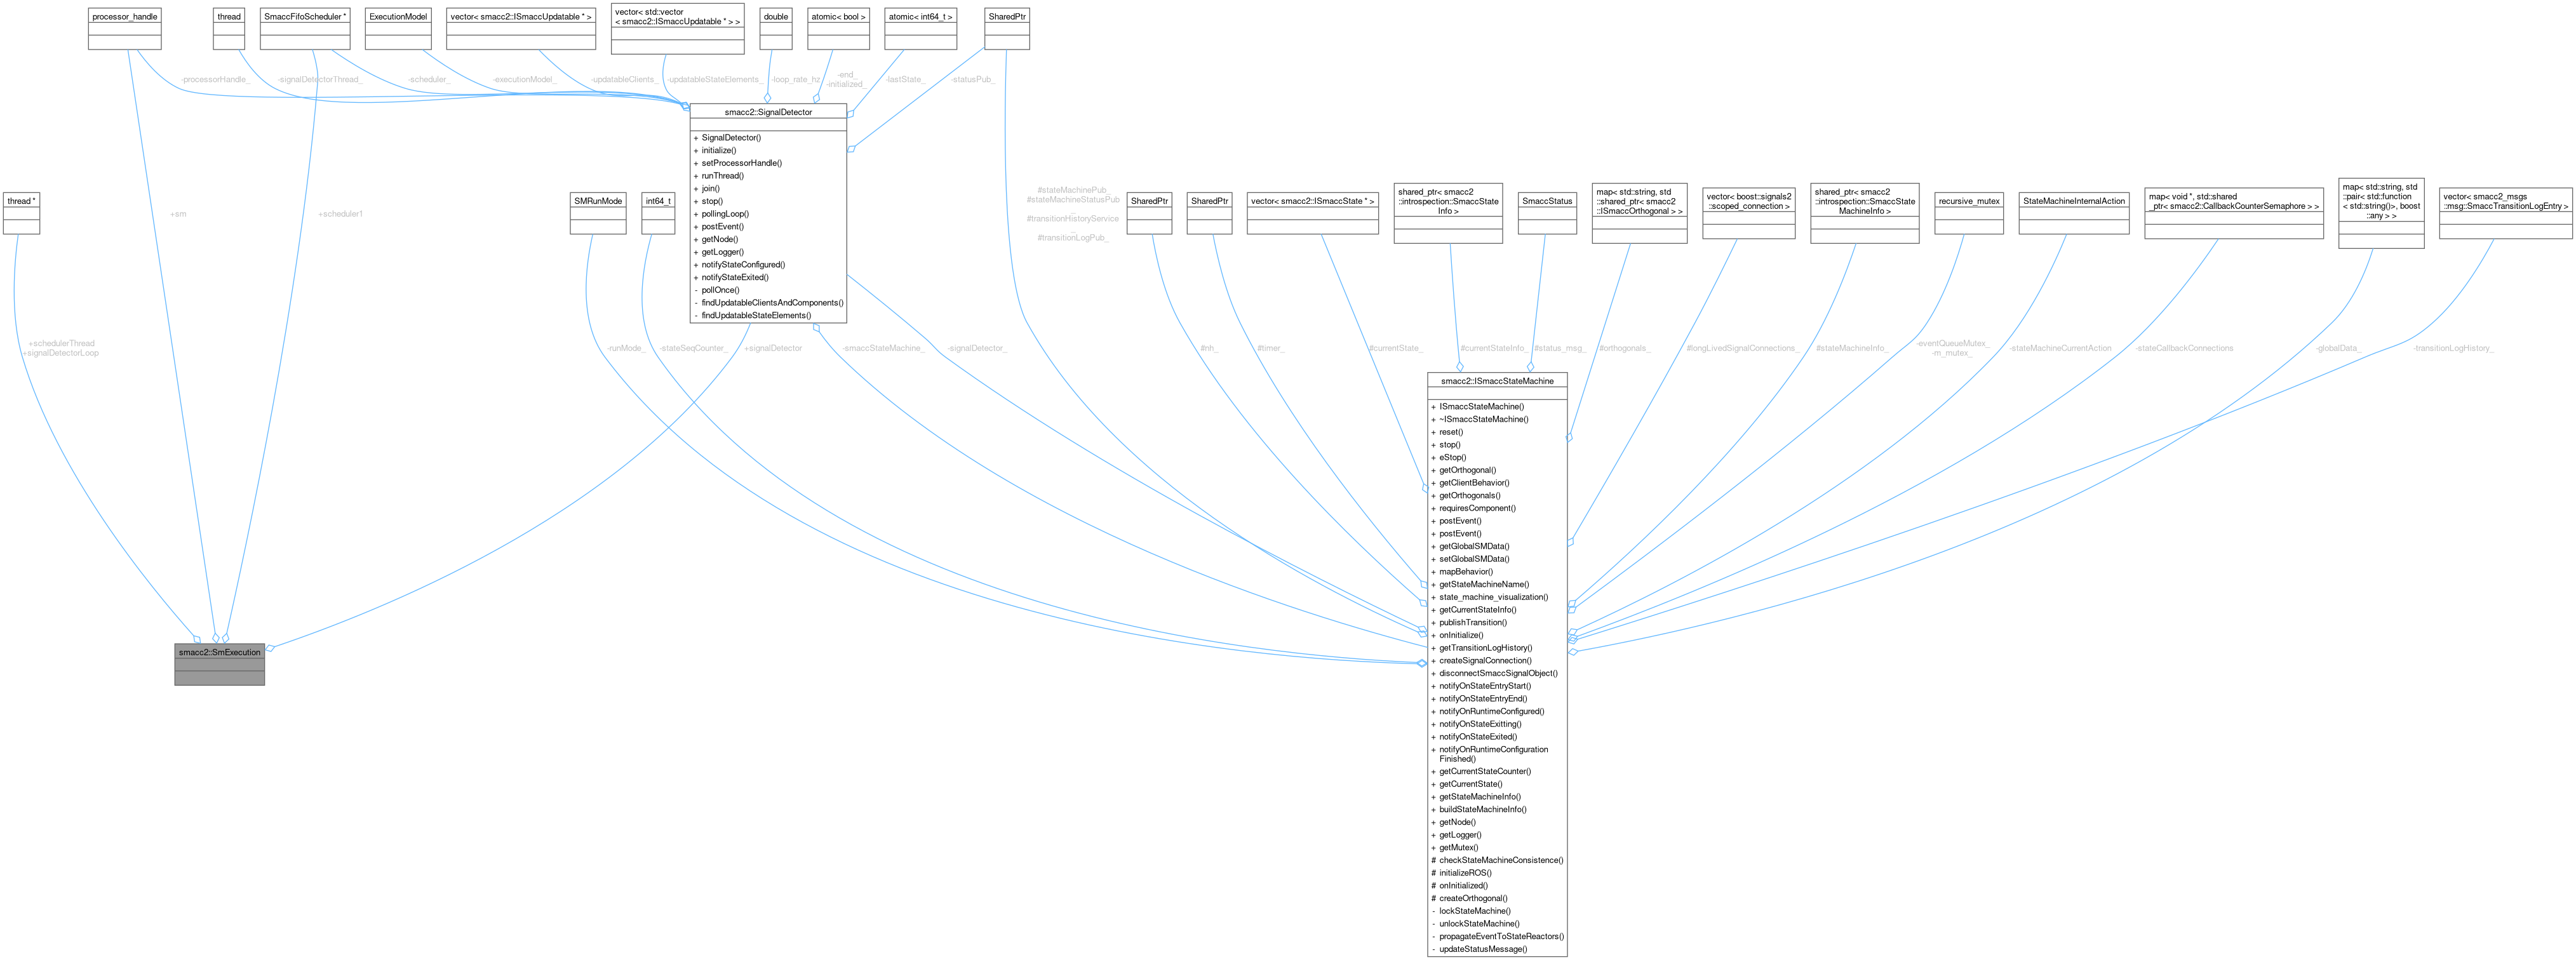 processor_handle
thread
SmaccFifoScheduler *
ExecutionModel
vector< smacc2::ISmaccUpdatable * >
vector< std::vector
< smacc2::ISmaccUpdatable * > >
double
atomic< bool >
atomic< int64_t >
SharedPtr
-processorHandle_
-signalDetectorThread_
-scheduler_
-executionModel_
-updatableClients_
-updatableStateElements_
-loop_rate_hz
-end_
-initialized_
-lastState_
-statusPub_
smacc2::SignalDetector
+ SignalDetector()
+ initialize()
+ setProcessorHandle()
+ runThread()
+ join()
+ stop()
+ pollingLoop()
+ postEvent()
+ getNode()
+ getLogger()
+ notifyStateConfigured()
+ notifyStateExited()
- pollOnce()
- findUpdatableClientsAndComponents()
- findUpdatableStateElements()
thread *
+sm
+scheduler1
SMRunMode
int64_t
#stateMachinePub_
#stateMachineStatusPub
_
#transitionHistoryService
_
#transitionLogPub_
SharedPtr
SharedPtr
vector< smacc2::ISmaccState * >
shared_ptr< smacc2
::introspection::SmaccState
Info >
SmaccStatus
map< std::string, std
::shared_ptr< smacc2
::ISmaccOrthogonal > >
vector< boost::signals2
::scoped_connection >
shared_ptr< smacc2
::introspection::SmaccState
MachineInfo >
recursive_mutex
StateMachineInternalAction
map< void *, std::shared
_ptr< smacc2::CallbackCounterSemaphore > >
map< std::string, std
::pair< std::function
< std::string()>, boost
::any > >
vector< smacc2_msgs
::msg::SmaccTransitionLogEntry >
+schedulerThread
+signalDetectorLoop
-runMode_
-stateSeqCounter_
+signalDetector
-smaccStateMachine_
-signalDetector_
#nh_
#timer_
#currentState_
#currentStateInfo_
#status_msg_
#orthogonals_
#longLivedSignalConnections_
#stateMachineInfo_
-eventQueueMutex_
-m_mutex_
-stateMachineCurrentAction
-stateCallbackConnections
-globalData_
-transitionLogHistory_
smacc2::ISmaccStateMachine
+ ISmaccStateMachine()
+ ~ISmaccStateMachine()
+ reset()
+ stop()
+ eStop()
+ getOrthogonal()
+ getClientBehavior()
+ getOrthogonals()
+ requiresComponent()
+ postEvent()
+ postEvent()
+ getGlobalSMData()
+ setGlobalSMData()
+ mapBehavior()
+ getStateMachineName()
+ state_machine_visualization()
+ getCurrentStateInfo()
+ publishTransition()
+ onInitialize()
+ getTransitionLogHistory()
+ createSignalConnection()
+ disconnectSmaccSignalObject()
+ notifyOnStateEntryStart()
+ notifyOnStateEntryEnd()
+ notifyOnRuntimeConfigured()
+ notifyOnStateExitting()
+ notifyOnStateExited()
+ notifyOnRuntimeConfiguration
Finished()
+ getCurrentStateCounter()
+ getCurrentState()
+ getStateMachineInfo()
+ buildStateMachineInfo()
+ getNode()
+ getLogger()
+ getMutex()
# checkStateMachineConsistence()
# initializeROS()
# onInitialized()
# createOrthogonal()
- lockStateMachine()
- unlockStateMachine()
- propagateEventToStateReactors()
- updateStatusMessage()
smacc2::SmExecution